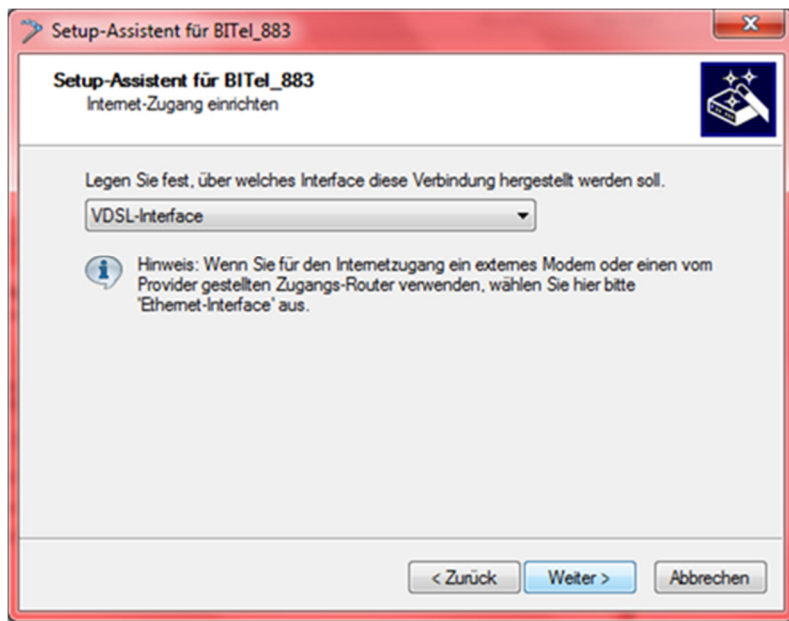 Setup-Assistent für BITel_883
Setup-Assistent für BITel_883
Internet-Zugang einrichten
Legen Sie fest, über welches Interface diese Verbindung hergestellt werden soll.
VDSL-Interface
Hinweis: Wenn Sie für den Internetzugang ein externes Modem oder einen vom
Provider gestellten Zugangs-Router verwenden, wählen Sie hier bitte
'Ethernet-Interface' aus.
< Zurück Weiter > Abbrechen